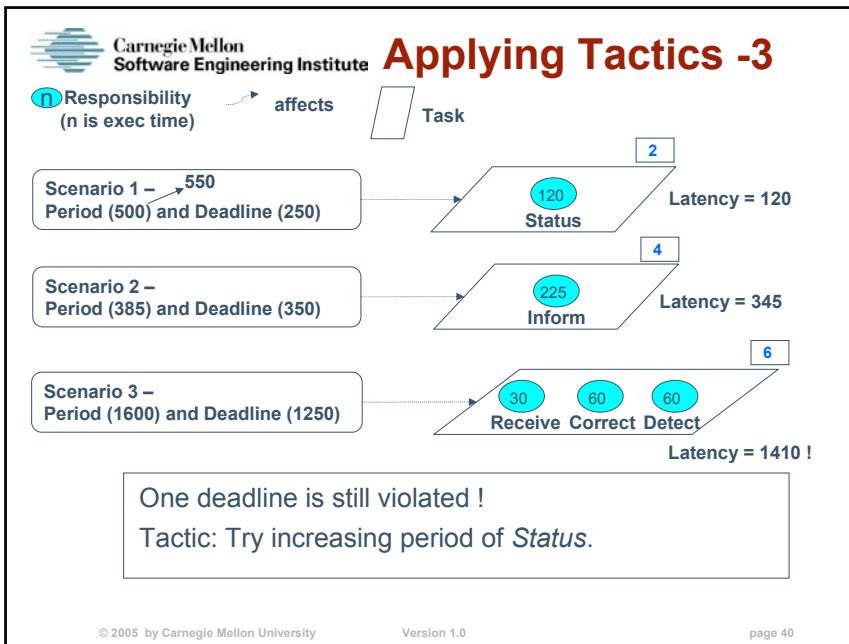 Carnegie Mellon
Software Engineering Institute
Applying Tactics -3
n Responsibility
(n is exec time)
affects
Task
Scenario 1 – 550
Period (500) and Deadline (250)
2
120
Status
Latency = 120
Scenario 2 –
Period (385) and Deadline (350)
4
225
Inform
Latency = 345
Scenario 3 –
Period (1600) and Deadline (1250)
6
30 60 60
Receive Correct Detect
Latency = 1410 !
One deadline is still violated !
Tactic: Try increasing period of Status.
© 2005 by Carnegie Mellon University Version 1.0 page 40